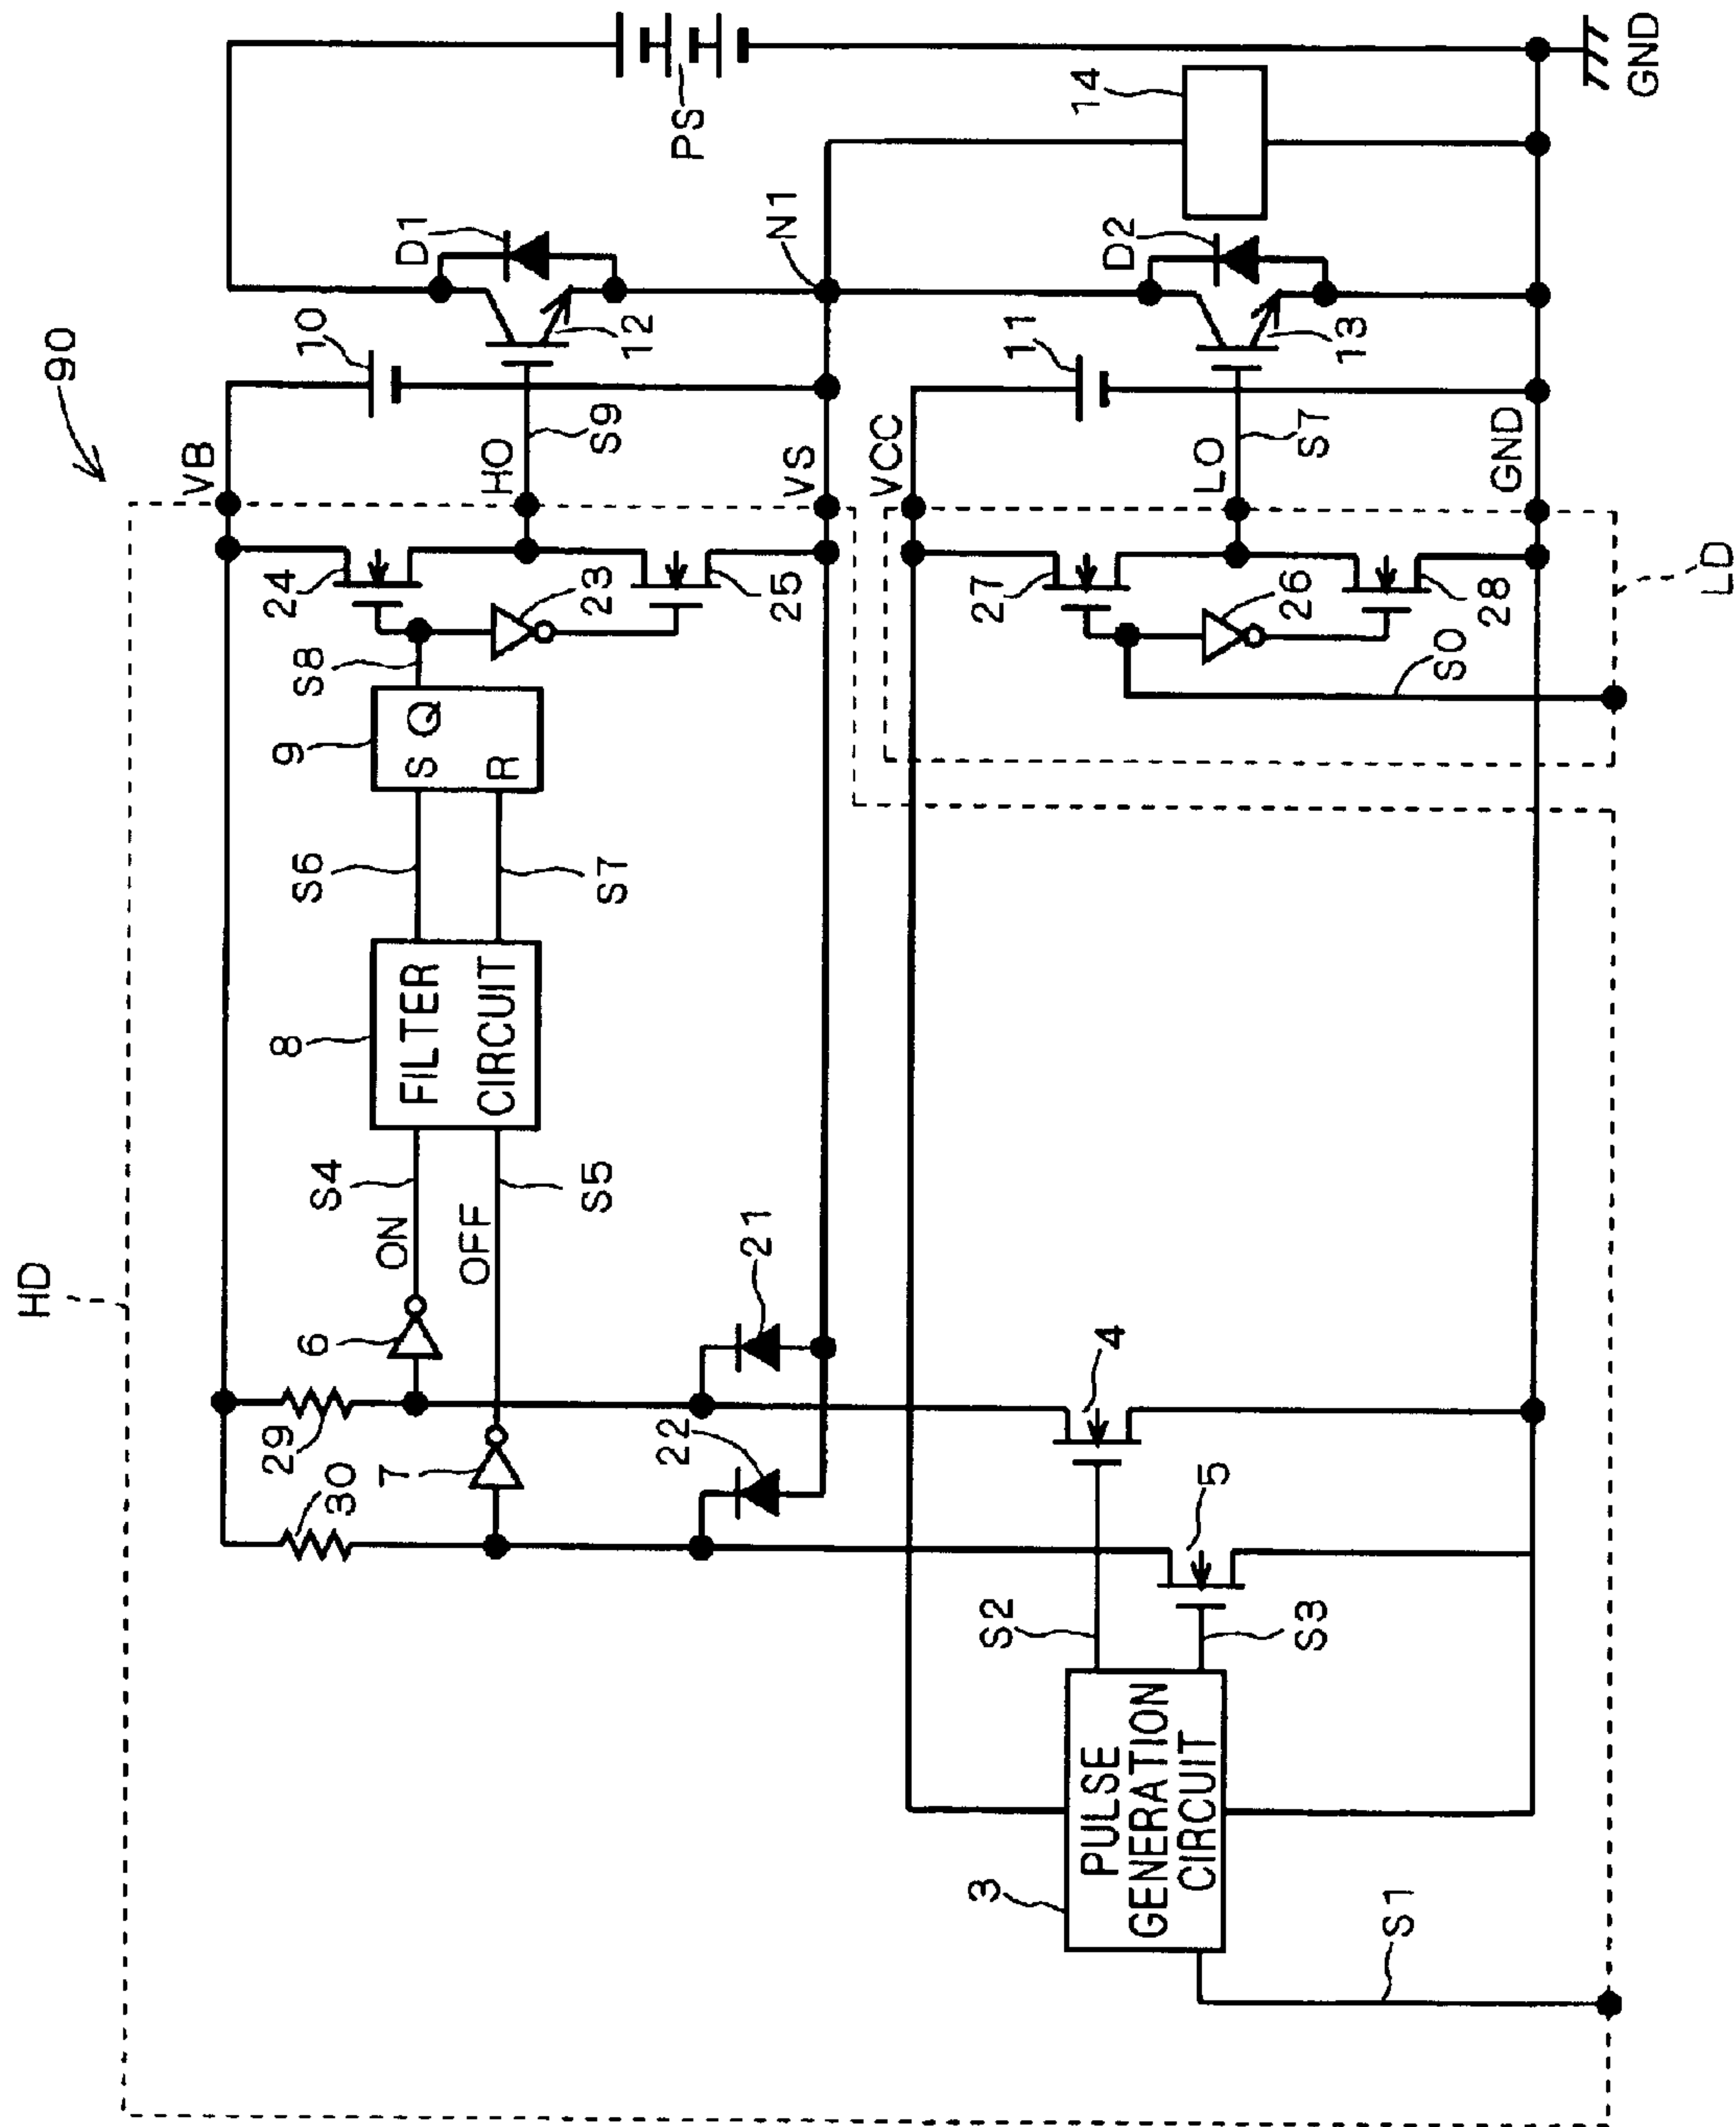 90
HD
VB
10
D1
PS
24
HO
S9
12
N1
S8
23
25
VS
9
S Q
R
S6
S7
8
FILTER
CIRCUIT
S4
S5
ON
OFF
6
7
29
30
21
22
VCC
11
D2
14
27
LO
S7
13
26
28
GND
GND
S0
LD
4
5
S2
S3
3
PULSE
GENERATION
CIRCUIT
S1